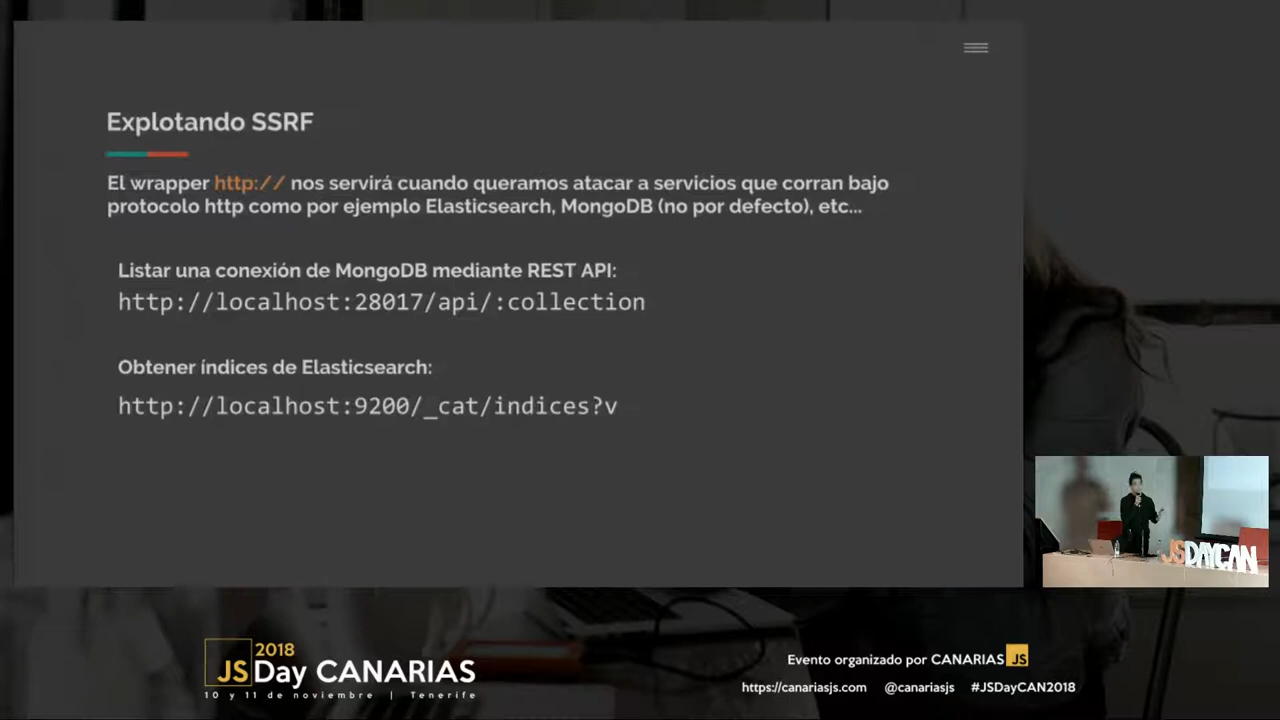 Explotando SSRF
El wrapper http:// nos servirá cuando queramos atacar a servicios que corran bajo
protocolo http como por ejemplo Elasticsearch, MongoDB (no por defecto), etc...
Listar una conexión de MongoDB mediante REST API:
http://localhost:28017/api/:collection
Obtener índices de Elasticsearch:
http://localhost:9200/_cat/indices?v
JSDAYCAN
2018
JSDay CANARIAS
10 y 11 de noviembre | Tenerife
Evento organizado por CANARIAS JS
https://canariasjs.com @canariasjs #JSDayCAN2018